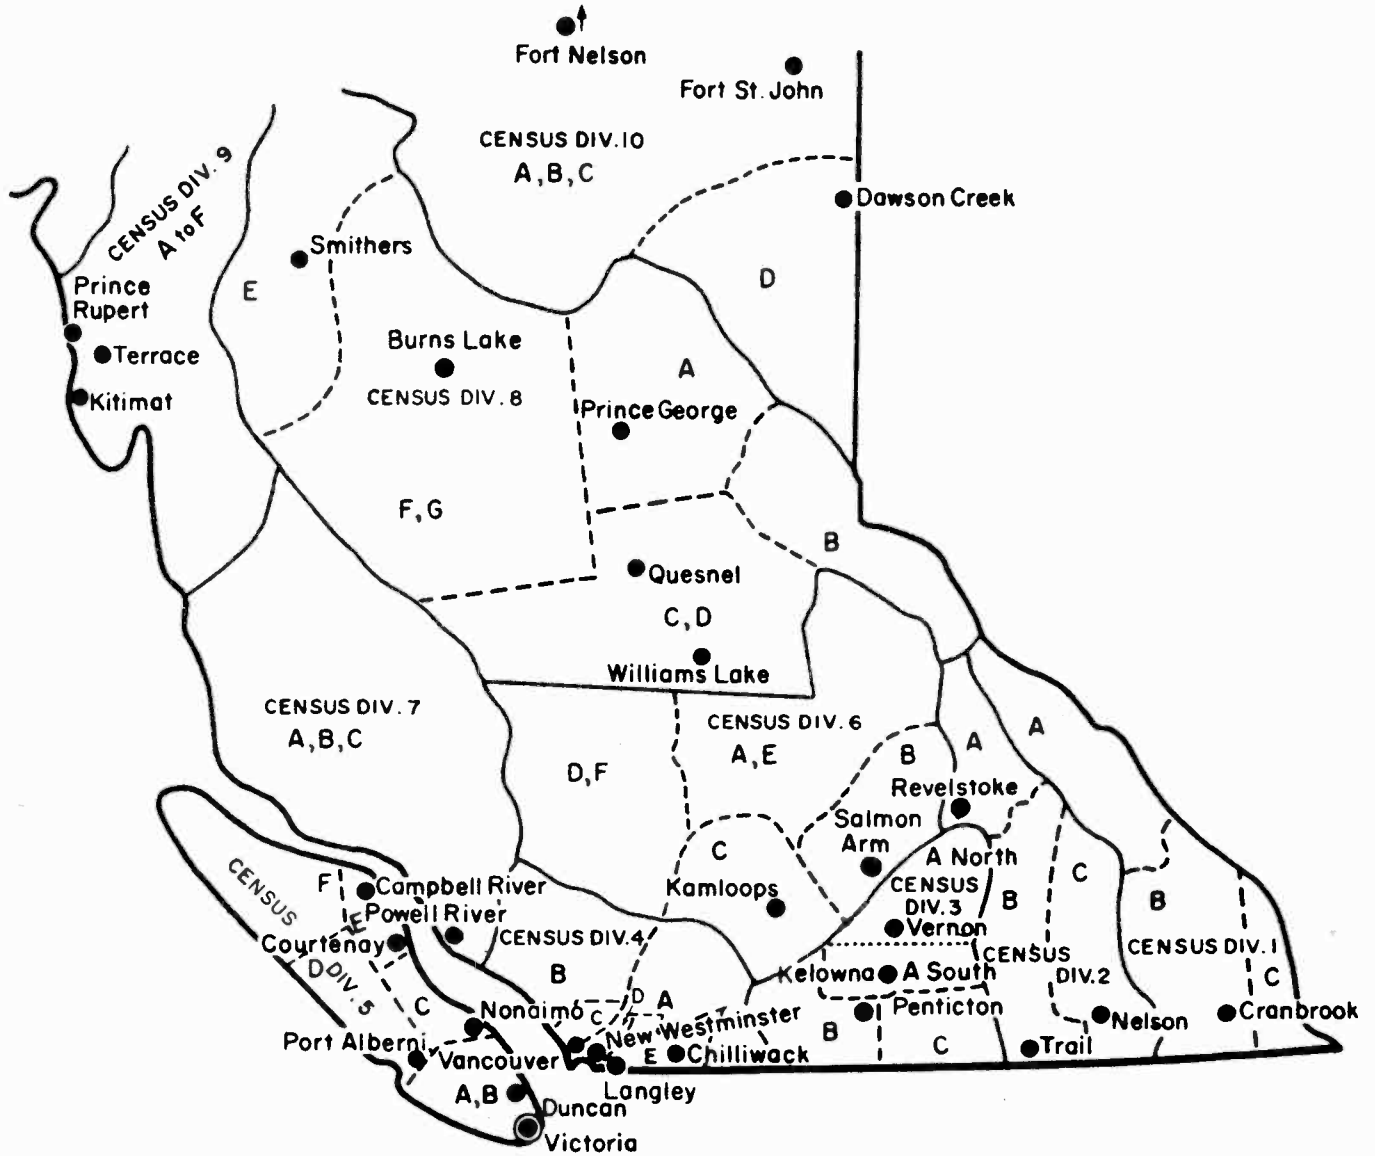 Fort Nelson
Fort St. John
CENSUS DIV. 10
A, B, C
CENSUS DIV. 9
A to F
Dawson Creek
Smithers
E
D
Prince
Rupert
Terrace
Kitimat
Burns Lake
CENSUS DIV. 8
A
Prince George
F, G
B
Quesnel
C, D
Williams Lake
CENSUS DIV. 7
A, B, C
CENSUS DIV. 6
A, E
D, F
B
A
A
Revelstoke
Salmon
Arm
C
Kamloops
A North
CENSUS
DIV. 3
Vernon
B
C
B
CENSUS DIV. 1
C
CENSUS
DIV. 5
F
Campbell River
Powell River
E
Courtenay
D
CENSUS DIV. 4
B
Kelowna
A South
CENSUS
DIV. 2
C
D
A
C
Nonaimo
New Westminster
Penticton
B
C
Nelson
Cranbrook
Port Alberni
Vancouver
E
Chilliwack
Trail
A, B
Langley
Duncan
Victoria